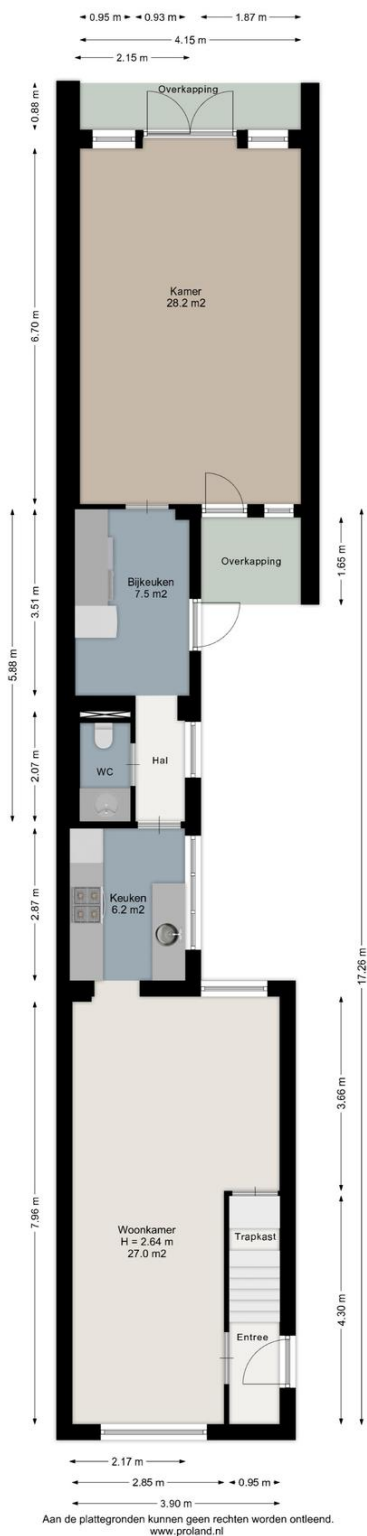 0.95 m
0.93 m
1.87 m
4.15 m
2.15 m
0.88 m
Overkapping
Kamer
28.2 m2
6.70 m
Overkapping
1.65 m
Bijkeuken
7.5 m2
3.51 m
5.88 m
WC
Hal
2.07 m
Keuken
6.2 m2
2.87 m
17.26 m
3.66 m
Woonkamer
H = 2.64 m
27.0 m2
7.96 m
Trapkast
Entree
4.30 m
2.17 m
2.85 m
0.95 m
3.90 m
Aan de plattegronden kunnen geen rechten worden ontleend.
www.proland.nl